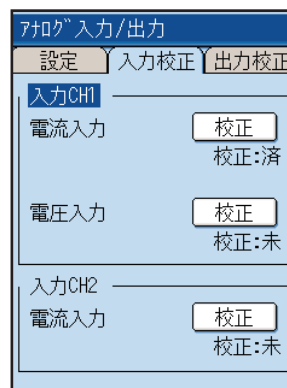 ｱﾅﾛｸﾞ入力/出力
設定 入力校正 出力校正
入力CH1
電流入力 校正
校正:済
電圧入力 校正
校正:未
入力CH2
電流入力 校正
校正:未